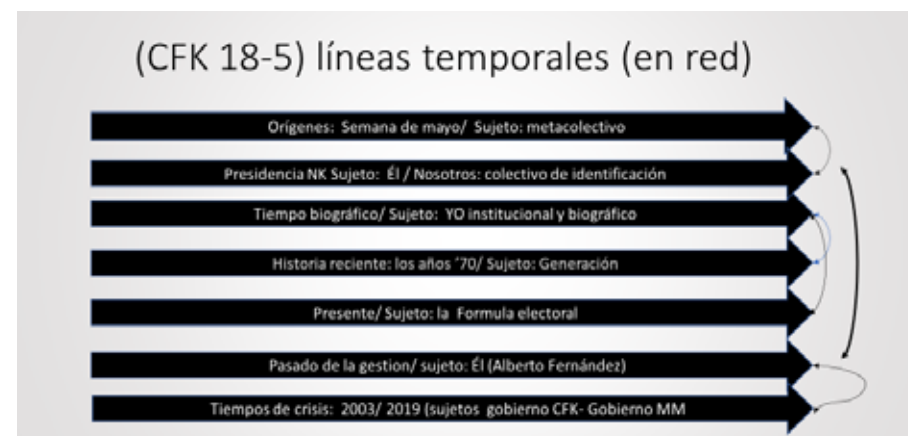 (CFK 18-5) líneas temporales (en red)
Orígenes: Semana de mayo/ Sujeto: metacolectivo
Presidencia NK Sujeto: Él / Nosotros: colectivo de identificación
Tiempo biográfico/ Sujeto: YO institucional y biográfico
Historia reciente: los años ’70/ Sujeto: Generación
Presente/ Sujeto: la Formula electoral
Pasado de la gestion/ sujeto: Él (Alberto Fernández)
Tiempos de crisis: 2003/ 2019 (sujetos gobierno CFK- Gobierno MM